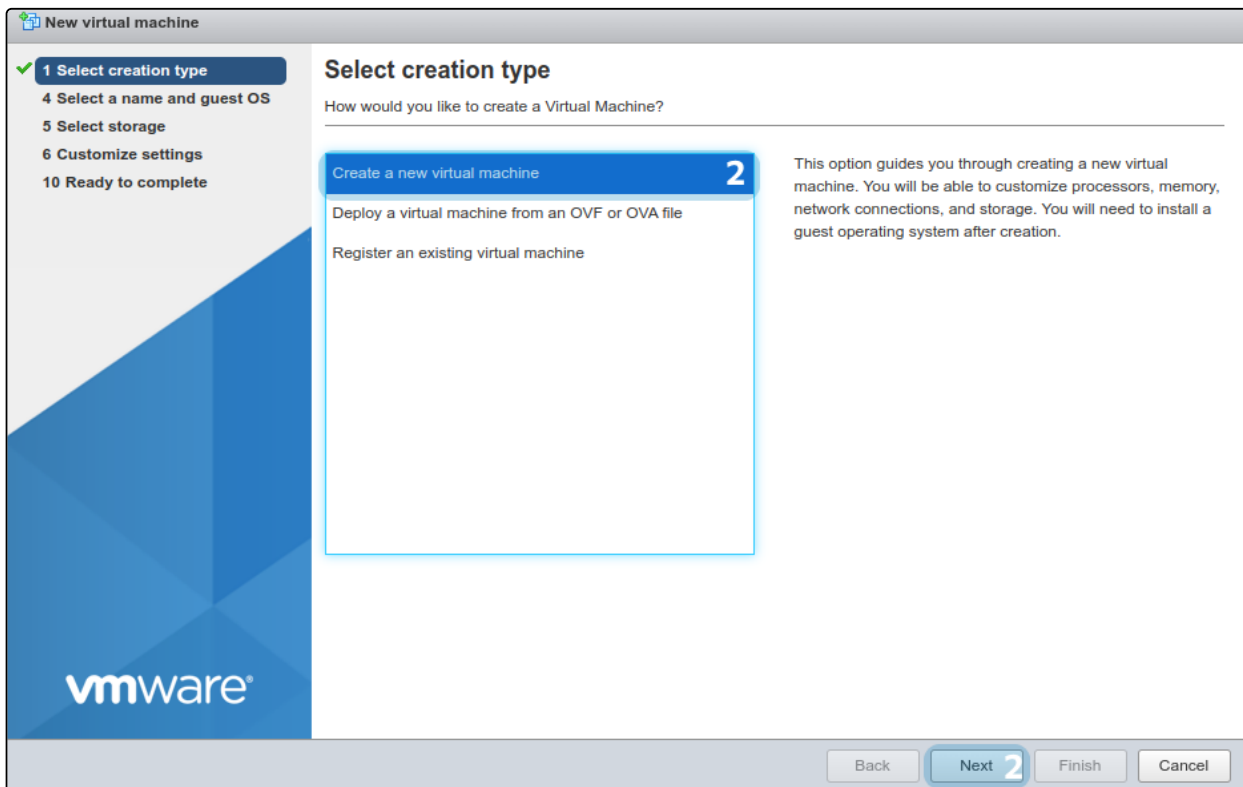 New virtual machine
1 Select creation type
4 Select a name and guest OS
5 Select storage
6 Customize settings
10 Ready to complete
Select creation type
How would you like to create a Virtual Machine?
Create a new virtual machine 2
Deploy a virtual machine from an OVF or OVA file
Register an existing virtual machine
This option guides you through creating a new virtual
machine. You will be able to customize processors, memory,
network connections, and storage. You will need to install a
guest operating system after creation.
vmware®
Back Next 2 Finish Cancel